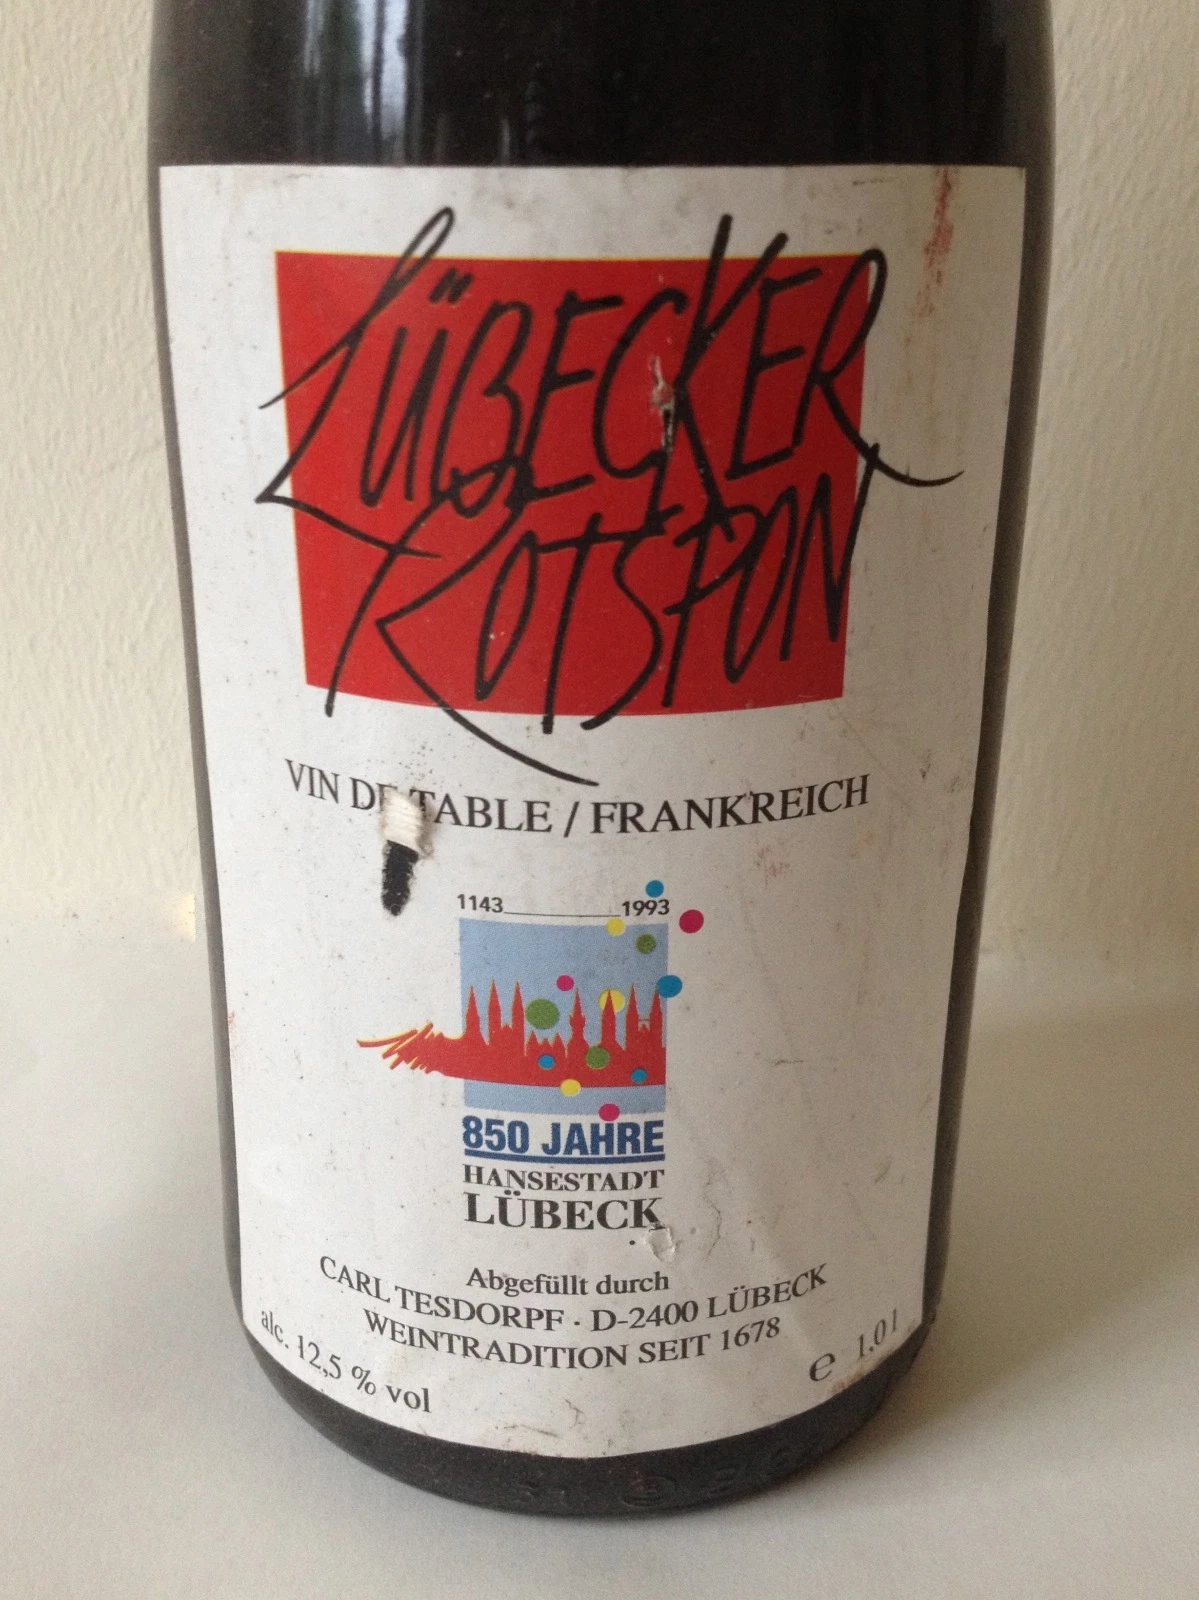 LÜBECKER
ROTSPON
VIN DE TABLE / FRANKREICH
1143 1993
850 JAHRE
HANSESTADT
LÜBECK
Abgefüllt durch
CARL TESDORPF · D-2400 LÜBECK
WEINTRADITION SEIT 1678
alc. 12,5 % vol
e 1,0 l